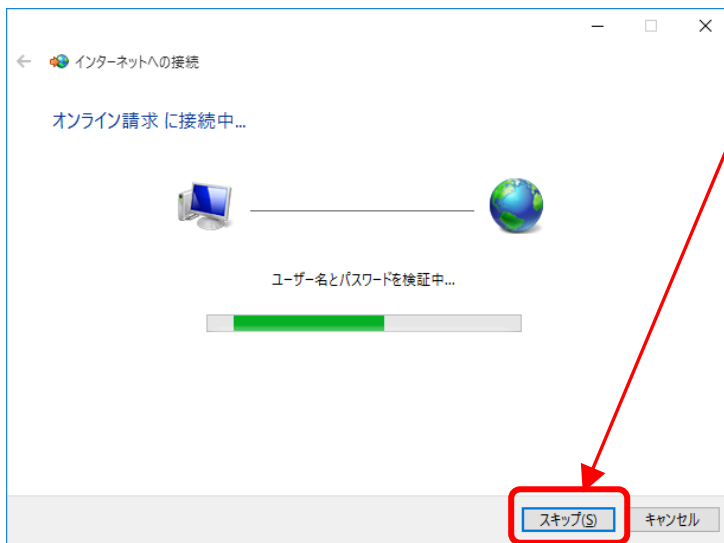 インターネットへの接続
オンライン請求 に接続中...
ユーザー名とパスワードを検証中...
スキップ(S)
キャンセル